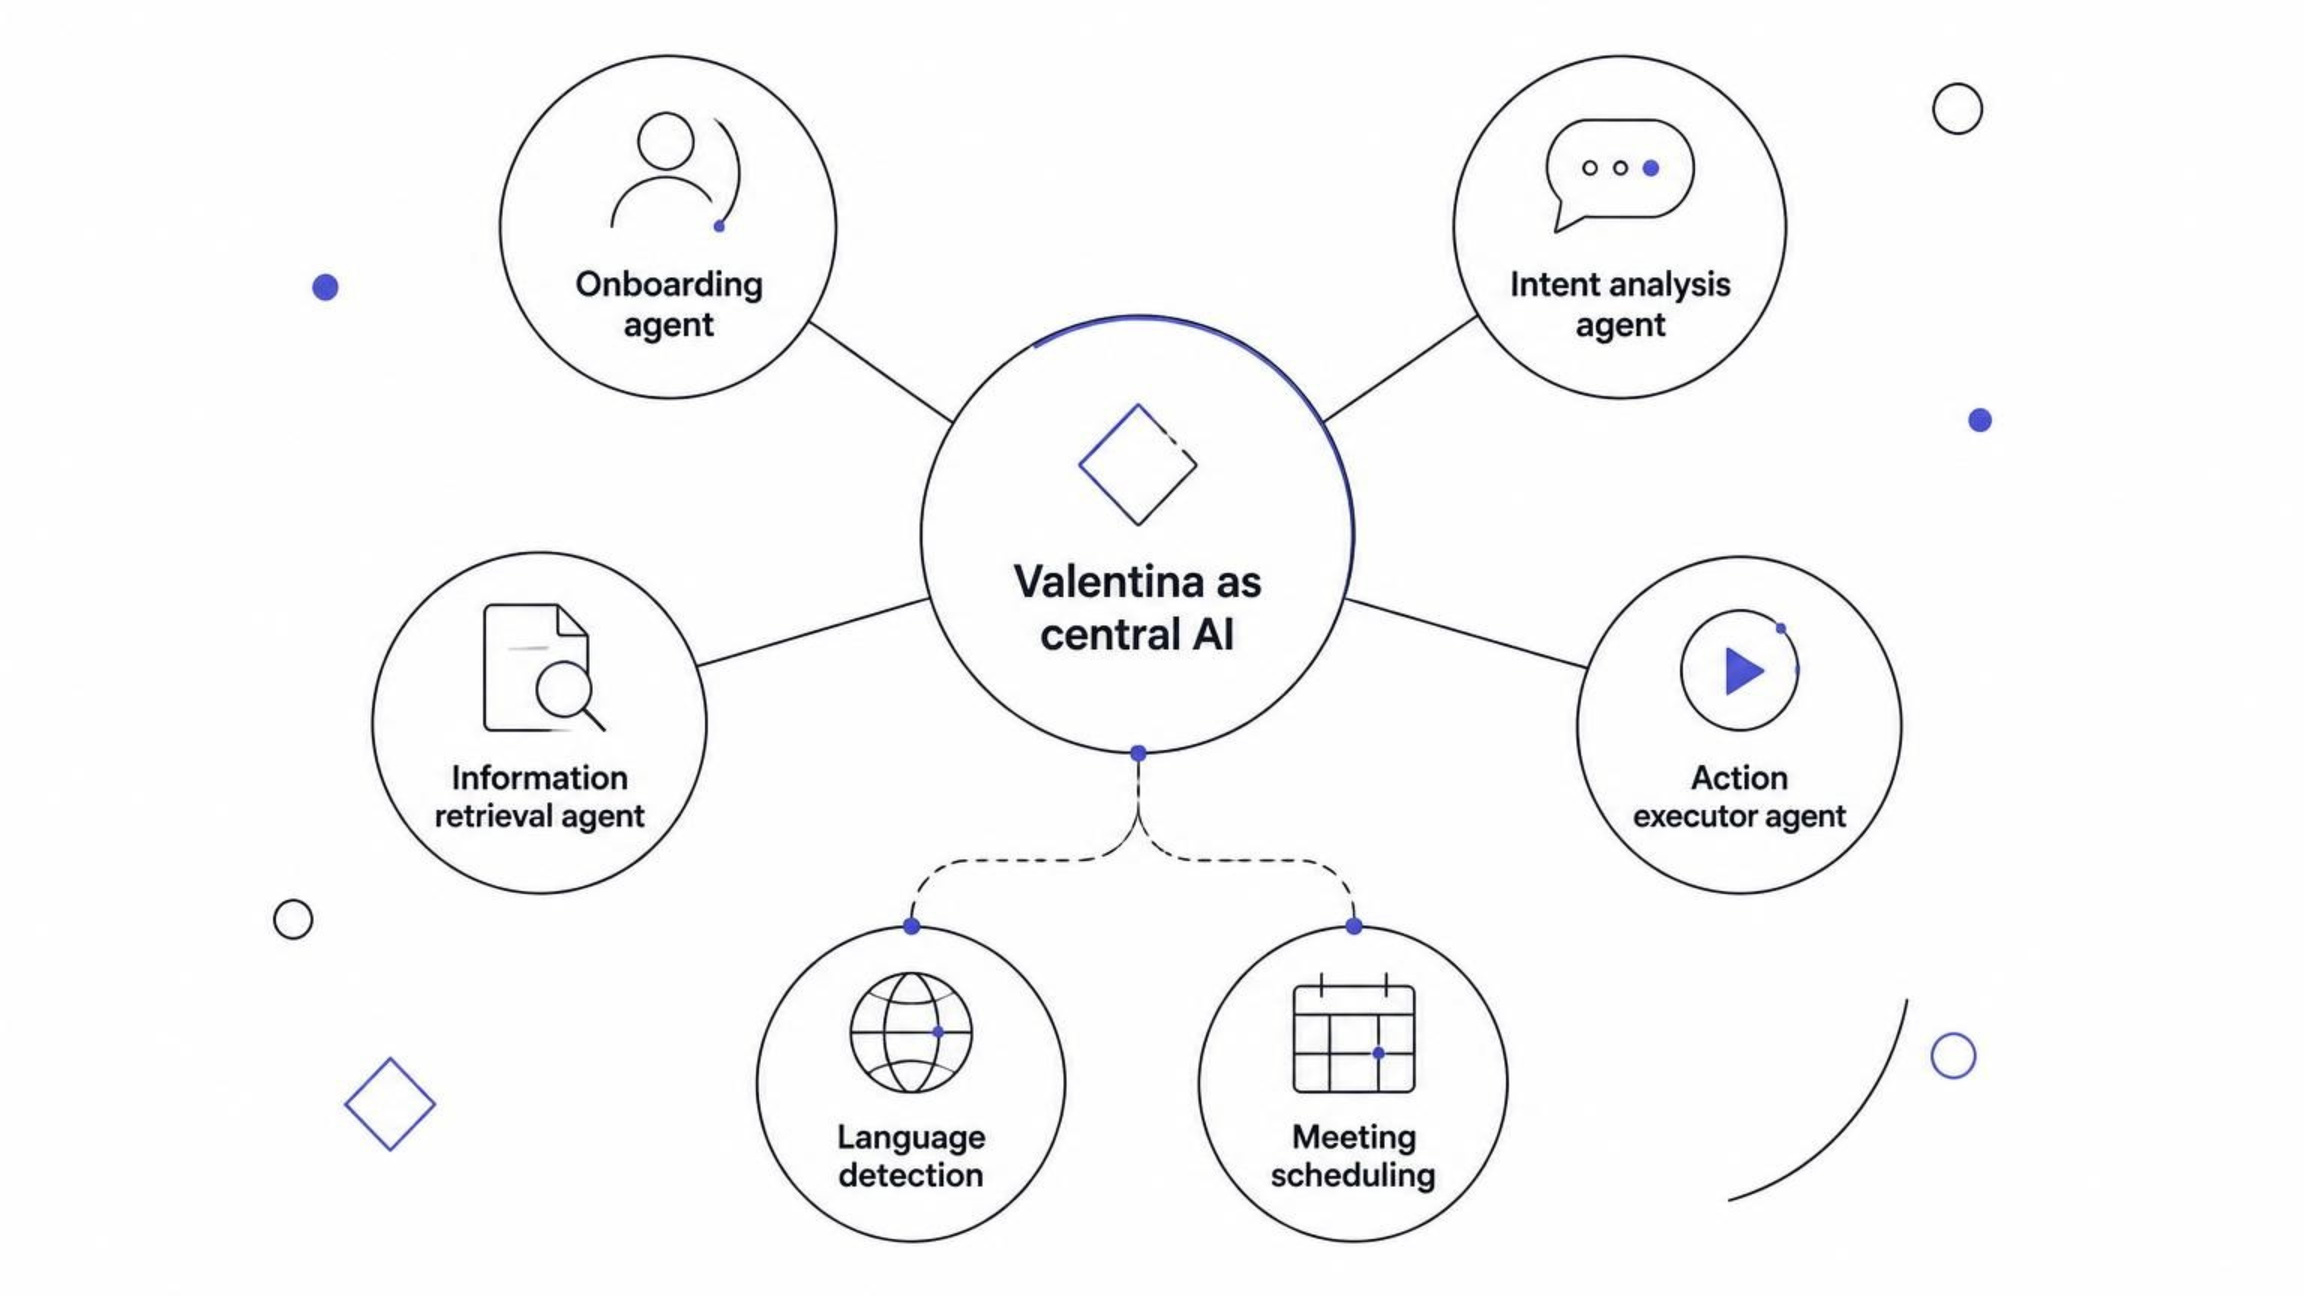 Onboarding
agent
Intent analysis
agent
Valentina as
central AI
Information
retrieval agent
Action
executor agent
Language
detection
Meeting
scheduling